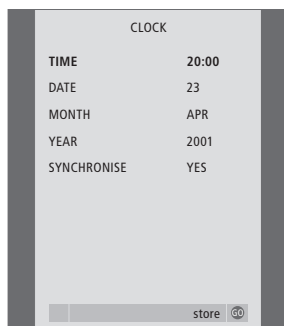 CLOCK
TIME 20:00
DATE 23
MONTH APR
YEAR 2001
SYNCHRONISE YES
store GO